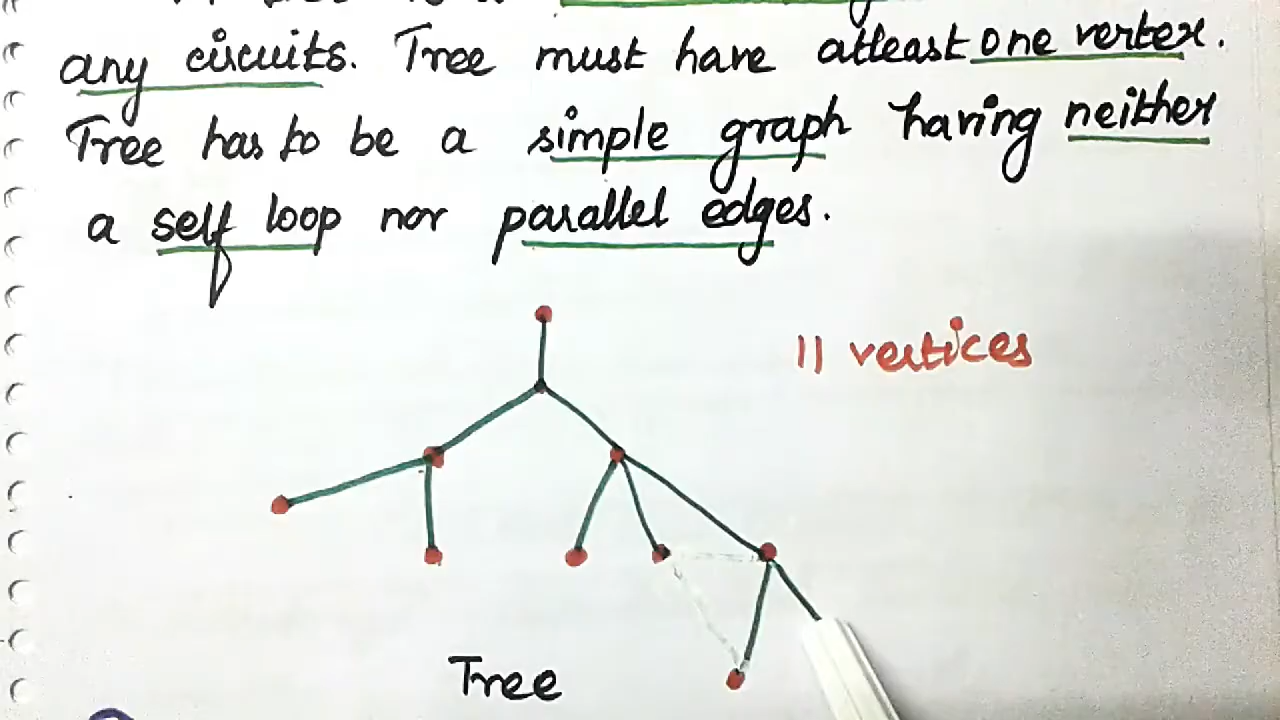 any circuits. Tree must have atleast one vertex.
Tree has to be a simple graph having neither
a self loop nor parallel edges.
11 vertices
Tree